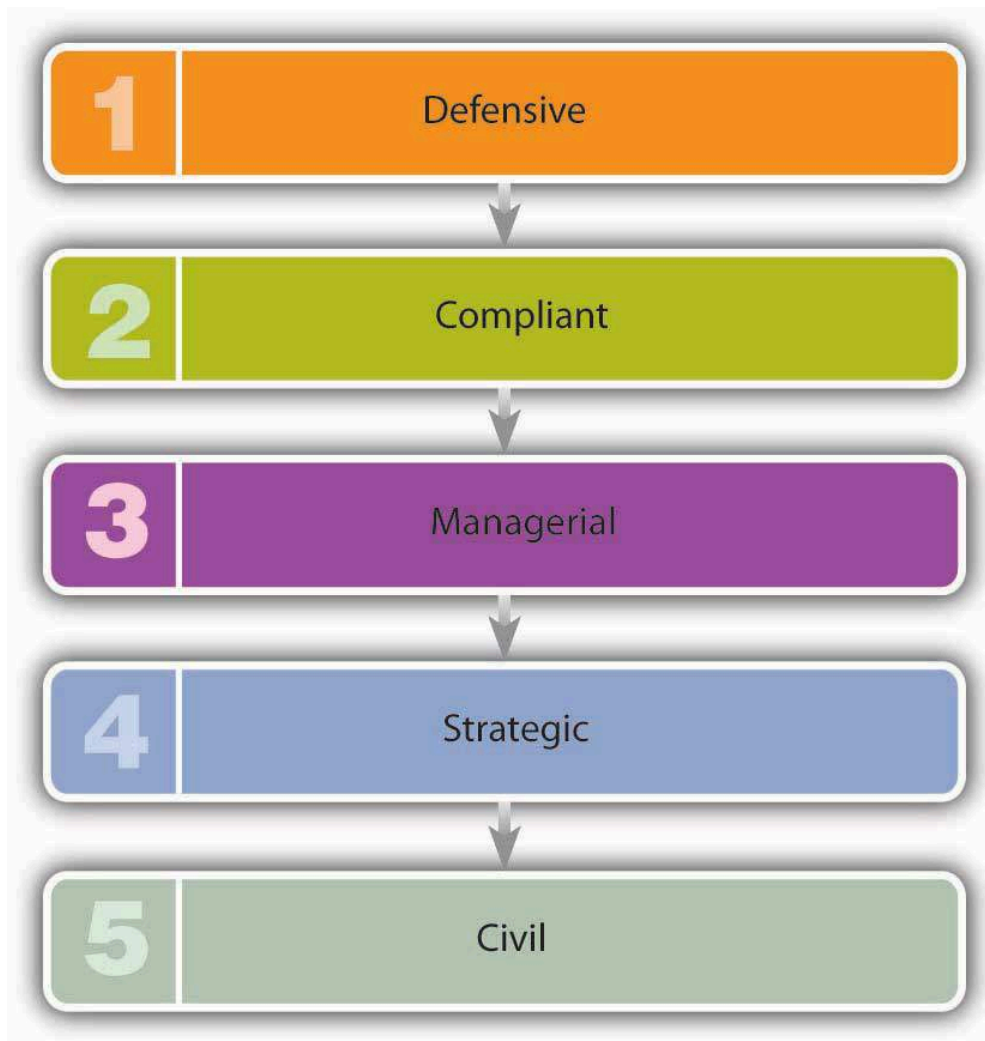 1 Defensive
2 Compliant
3 Managerial
4 Strategic
5 Civil